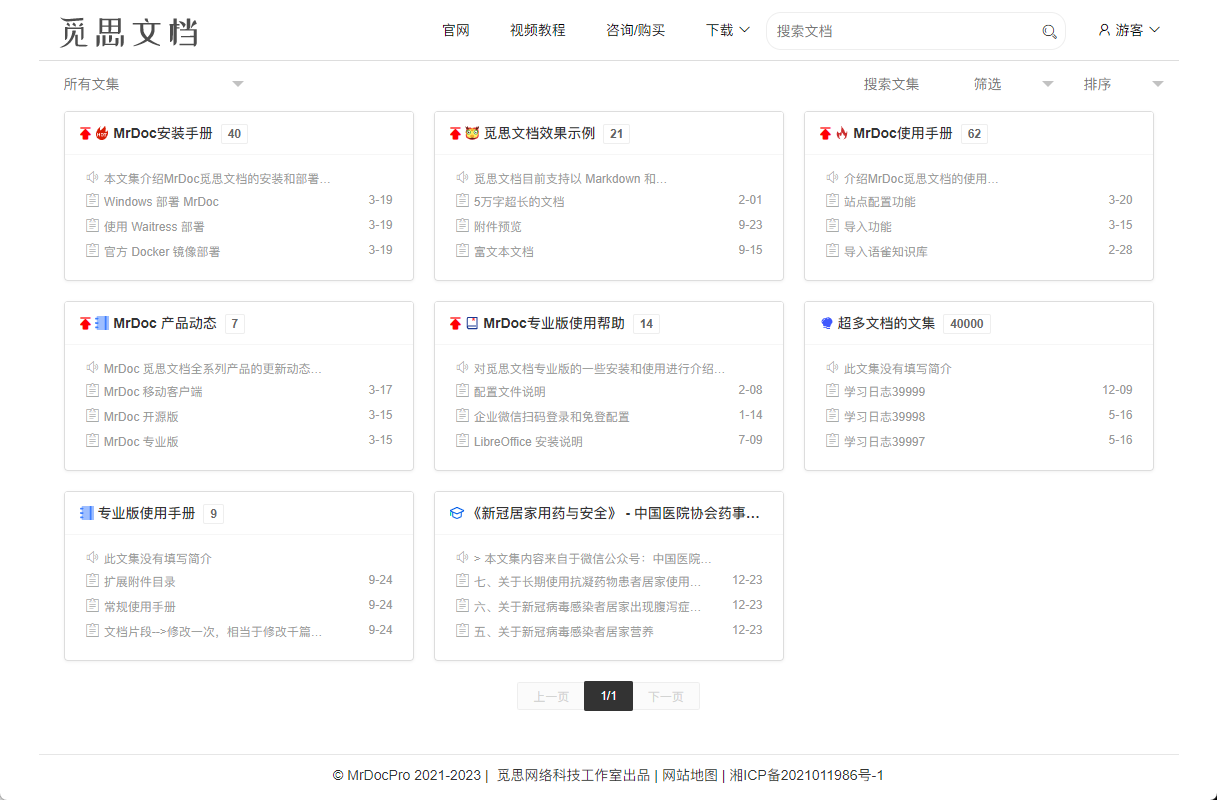 觅思文档
官网 视频教程 咨询/购买 下载 搜索文档 游客
所有文集 搜索文集 筛选 排序
MrDoc安装手册 40
本文集介绍MrDoc觅思文档的安装和部署...
Windows 部署 MrDoc 3-19
使用 Waitress 部署 3-19
官方 Docker 镜像部署 3-19
觅思文档效果示例 21
觅思文档目前支持以 Markdown 和...
5万字超长的文档 2-01
附件预览 9-23
富文本文档 9-15
MrDoc使用手册 62
介绍MrDoc觅思文档的使用...
站点配置功能 3-20
导入功能 3-15
导入语雀知识库 2-28
MrDoc 产品动态 7
MrDoc 觅思文档全系列产品的更新动态...
MrDoc 移动客户端 3-17
MrDoc 开源版 3-15
MrDoc 专业版 3-15
MrDoc专业版使用帮助 14
对觅思文档专业版的一些安装和使用进行介绍...
配置文件说明 2-08
企业微信扫码登录和免登配置 1-14
LibreOffice 安装说明 7-09
超多文档的文集 40000
此文集没有填写简介
学习日志39999 12-09
学习日志39998 5-16
学习日志39997 5-16
专业版使用手册 9
此文集没有填写简介
扩展附件目录 9-24
常规使用手册 9-24
文档片段-->修改一次，相当于修改千篇... 9-24
《新冠居家用药与安全》 - 中国医院协会药事...
> 本文集内容来自于微信公众号：中国医院...
七、关于长期使用抗凝药物患者居家使用... 12-23
六、关于新冠病毒感染者居家出现腹泻症... 12-23
五、关于新冠病毒感染者居家营养 12-23
上一页 1/1 下一页
© MrDocPro 2021-2023 | 觅思网络科技工作室出品 | 网站地图 | 湘ICP备2021011986号-1